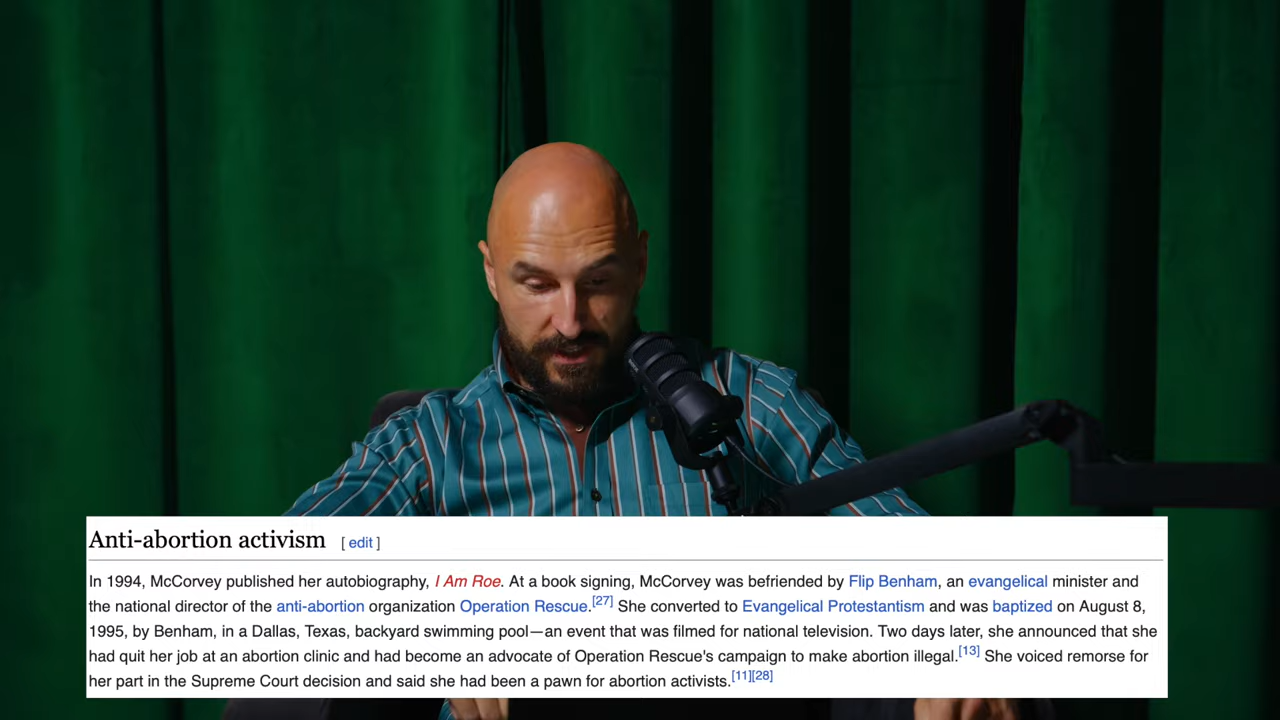 Anti-abortion activism [ edit ]
In 1994, McCorvey published her autobiography, I Am Roe. At a book signing, McCorvey was befriended by Flip Benham, an evangelical minister and
the national director of the anti-abortion organization Operation Rescue.[27] She converted to Evangelical Protestantism and was baptized on August 8,
1995, by Benham, in a Dallas, Texas, backyard swimming pool—an event that was filmed for national television. Two days later, she announced that she
had quit her job at an abortion clinic and had become an advocate of Operation Rescue's campaign to make abortion illegal.[13] She voiced remorse for
her part in the Supreme Court decision and said she had been a pawn for abortion activists.[11][28]